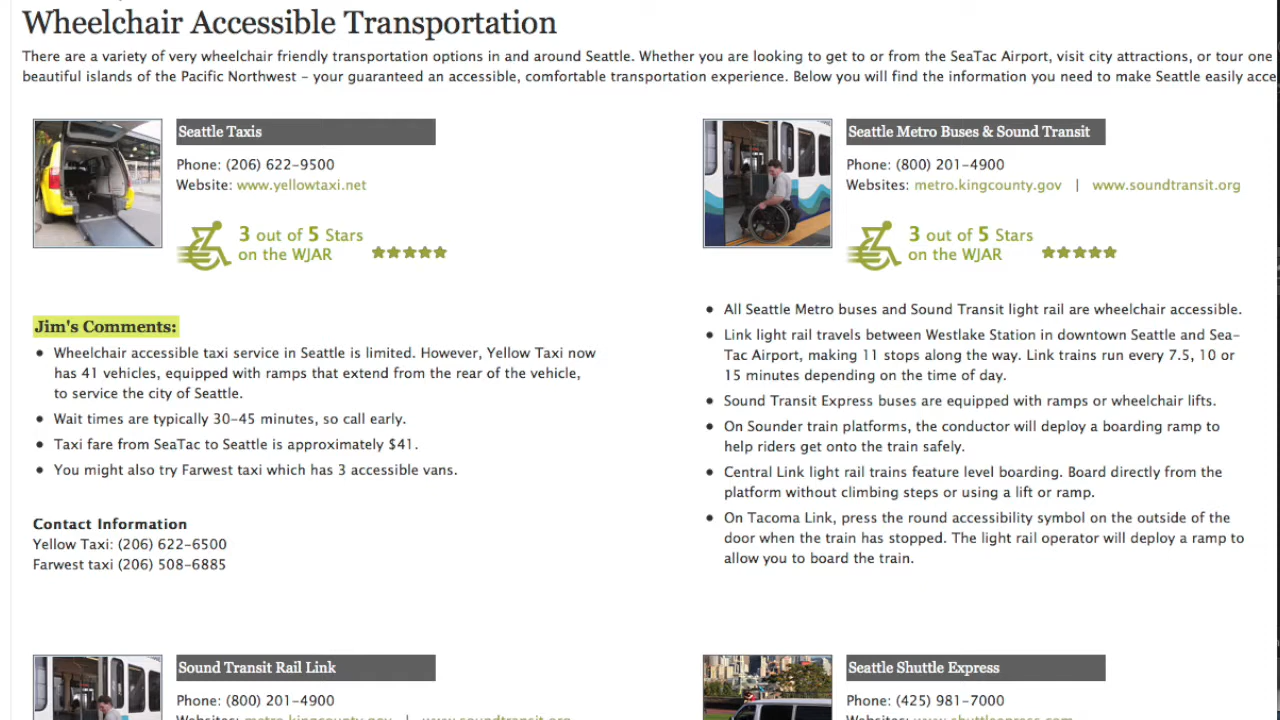 Wheelchair Accessible Transportation
There are a variety of very wheelchair friendly transportation options in and around Seattle. Whether you are looking to get to or from the SeaTac Airport, visit city attractions, or tour one
beautiful islands of the Pacific Northwest – your guaranteed an accessible, comfortable transportation experience. Below you will find the information you need to make Seattle easily acce
Seattle Taxis
Phone: (206) 622-9500
Website: www.yellowtaxi.net
3 out of 5 Stars
on the WJAR
Jim's Comments:
• Wheelchair accessible taxi service in Seattle is limited. However, Yellow Taxi now
has 41 vehicles, equipped with ramps that extend from the rear of the vehicle,
to service the city of Seattle.
• Wait times are typically 30-45 minutes, so call early.
• Taxi fare from SeaTac to Seattle is approximately $41.
• You might also try Farwest taxi which has 3 accessible vans.
Contact Information
Yellow Taxi: (206) 622-6500
Farwest taxi (206) 508-6885
Seattle Metro Buses & Sound Transit
Phone: (800) 201-4900
Websites: metro.kingcounty.gov | www.soundtransit.org
3 out of 5 Stars
on the WJAR
• All Seattle Metro buses and Sound Transit light rail are wheelchair accessible.
• Link light rail travels between Westlake Station in downtown Seattle and Sea-
Tac Airport, making 11 stops along the way. Link trains run every 7.5, 10 or
15 minutes depending on the time of day.
• Sound Transit Express buses are equipped with ramps or wheelchair lifts.
• On Sounder train platforms, the conductor will deploy a boarding ramp to
help riders get onto the train safely.
• Central Link light rail trains feature level boarding. Board directly from the
platform without climbing steps or using a lift or ramp.
• On Tacoma Link, press the round accessibility symbol on the outside of the
door when the train has stopped. The light rail operator will deploy a ramp to
allow you to board the train.
Sound Transit Rail Link
Phone: (800) 201-4900
Websites: metro.kingcounty.gov | www.soundtransit.org
Seattle Shuttle Express
Phone: (425) 981-7000
Website: www.shuttleexpress.com